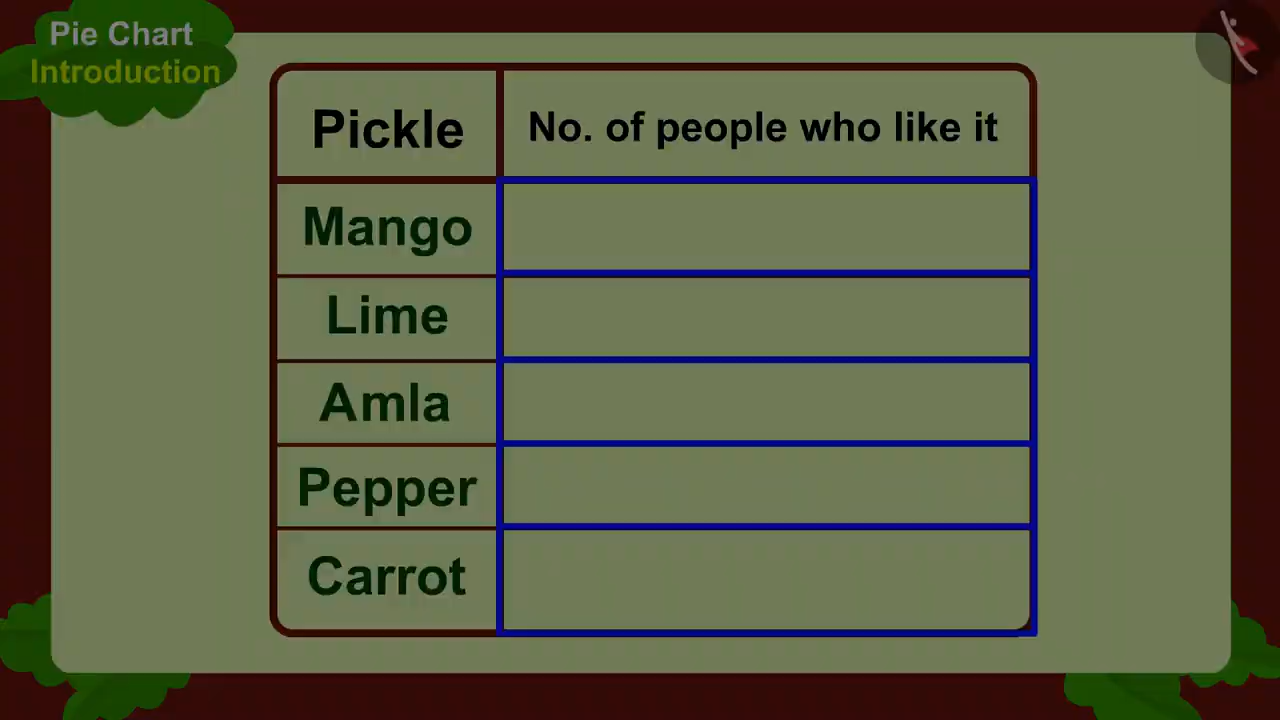 Pie Chart
Introduction
Pickle No. of people who like it
Mango
Lime
Amla
Pepper
Carrot